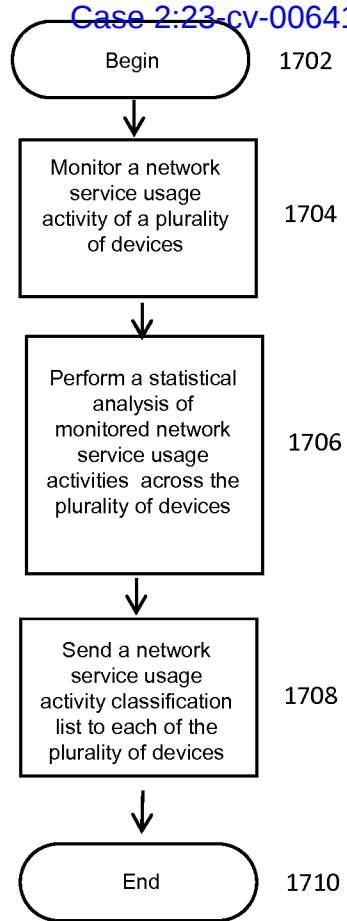 Case 2:23-cv-00641
Begin
1702
Monitor a network
service usage
activity of a plurality
of devices
1704
Perform a statistical
analysis of
monitored network
service usage
activities across the
plurality of devices
1706
Send a network
service usage
activity classification
list to each of the
plurality of devices
1708
End
1710